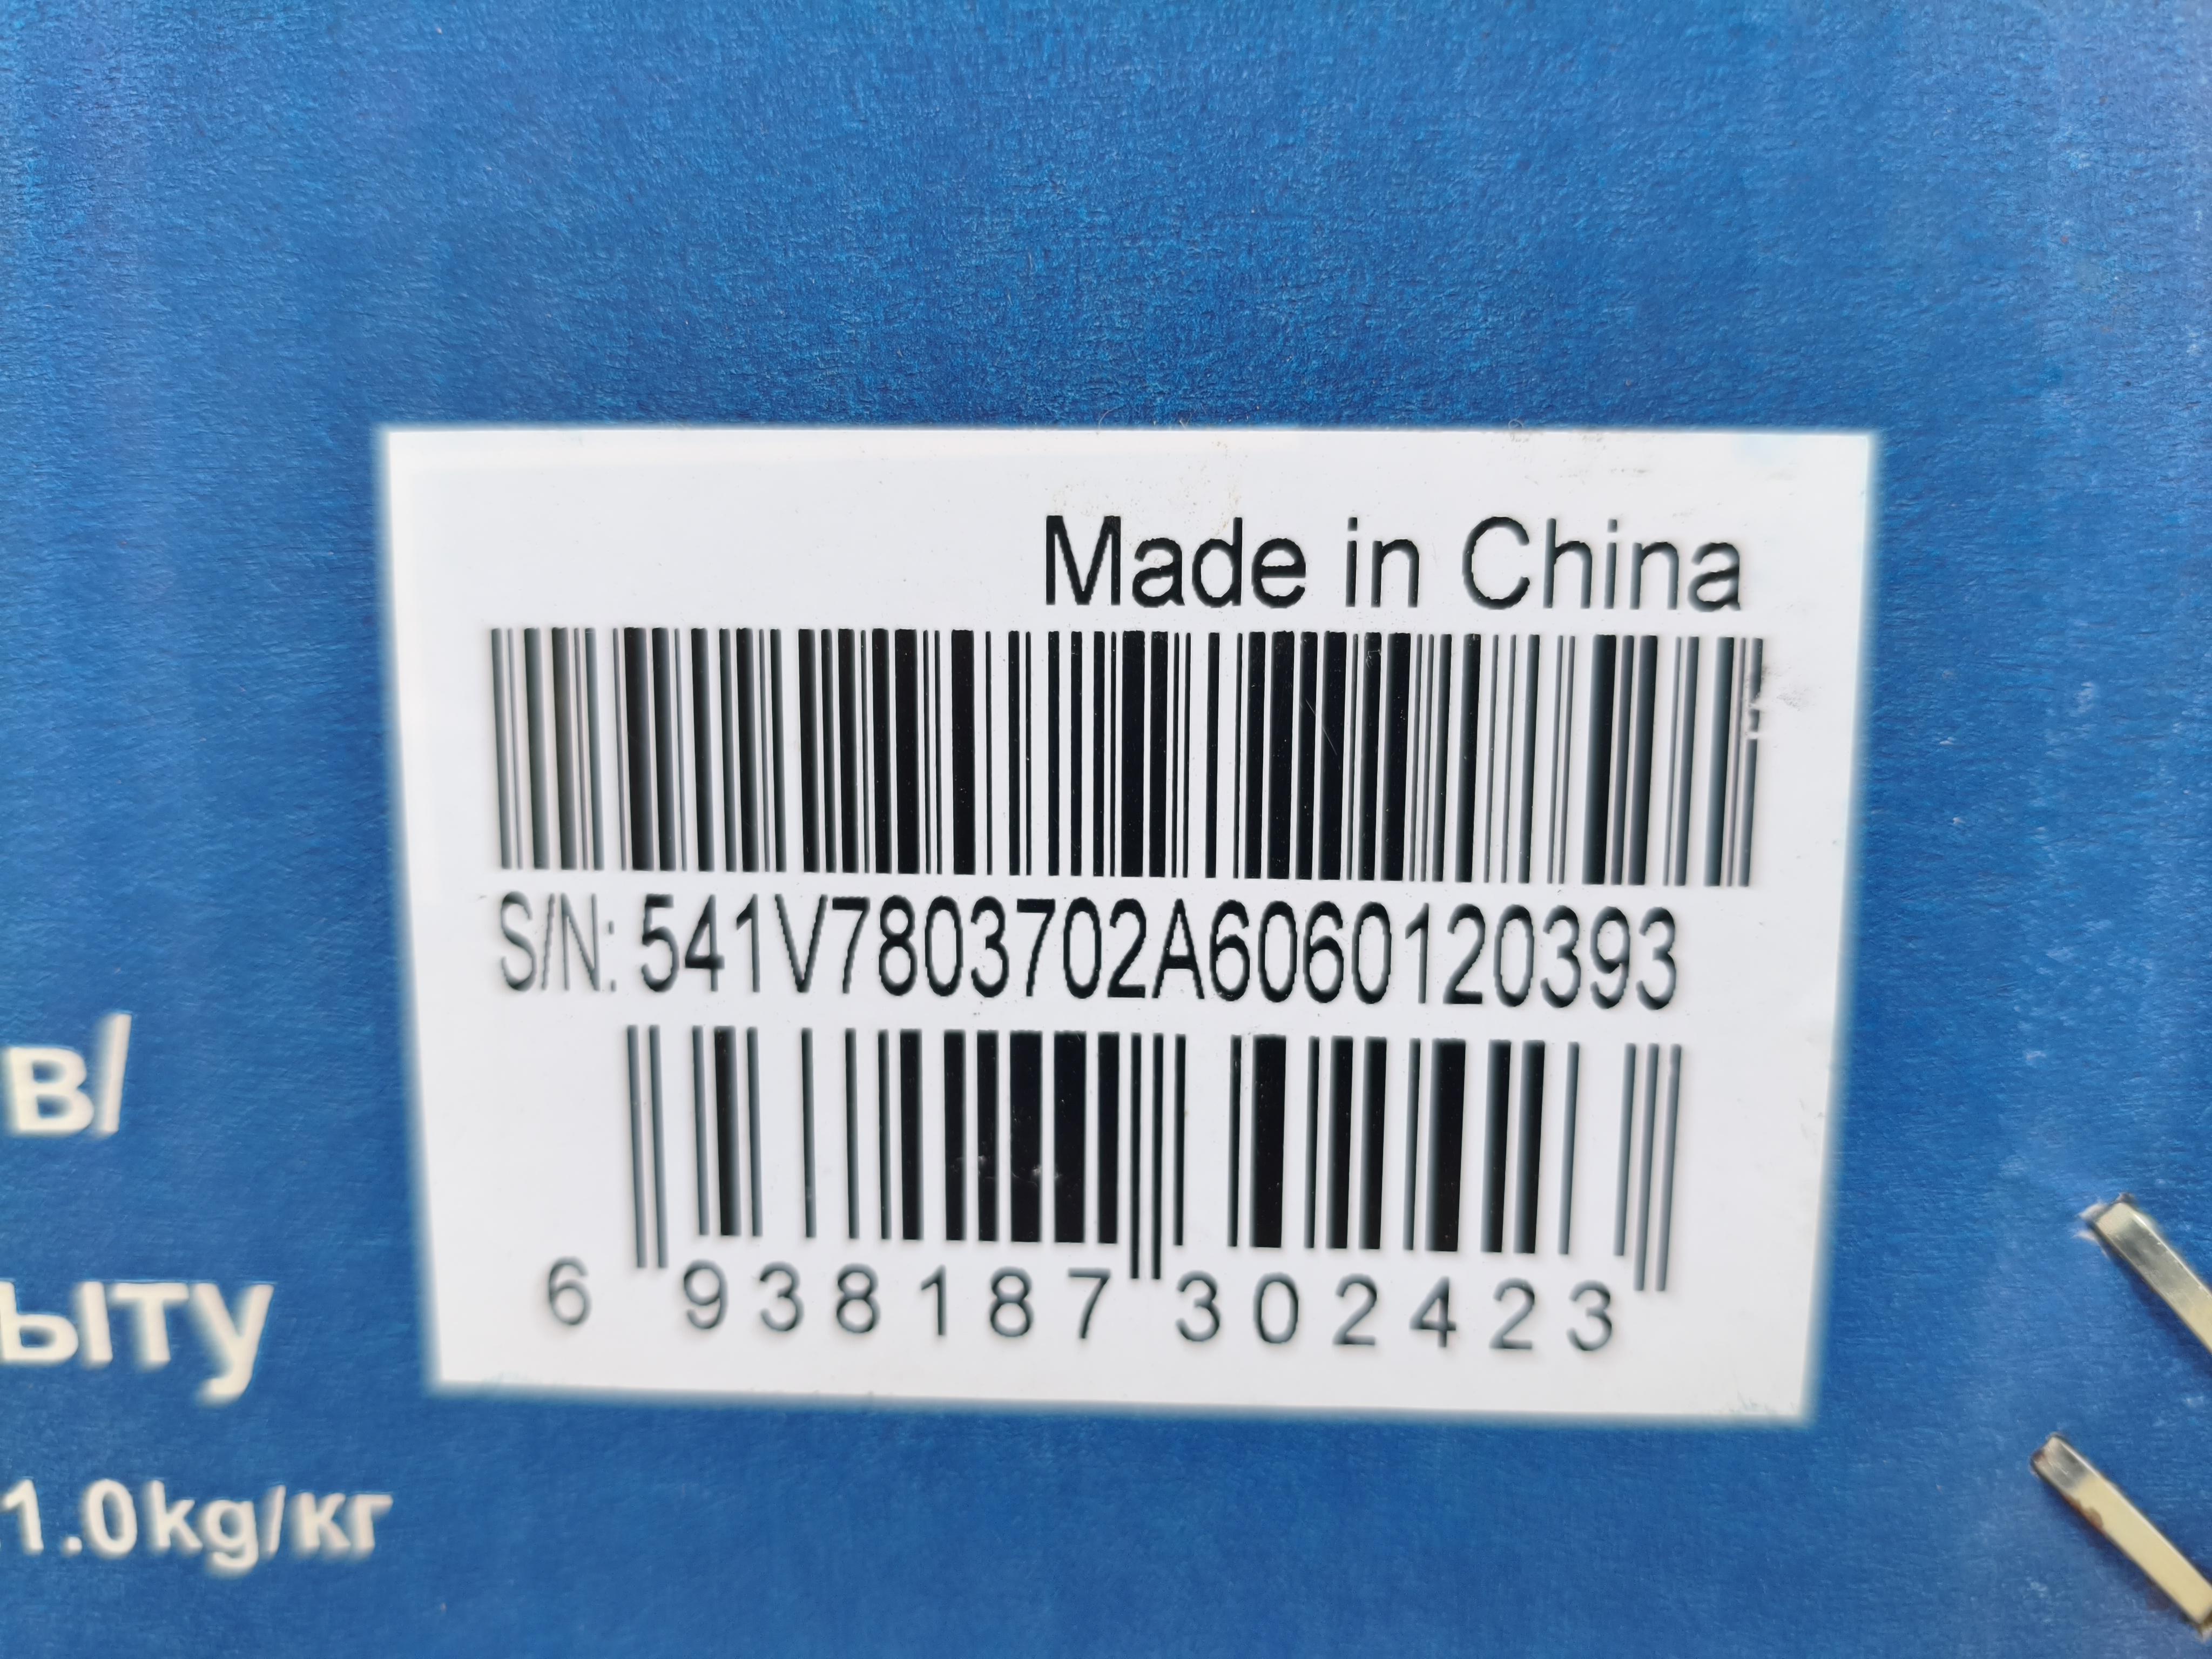 Made in China
S/N: 541V7803702A6060120393
в/
6 938187 302423
ыту
1.0kg/кг